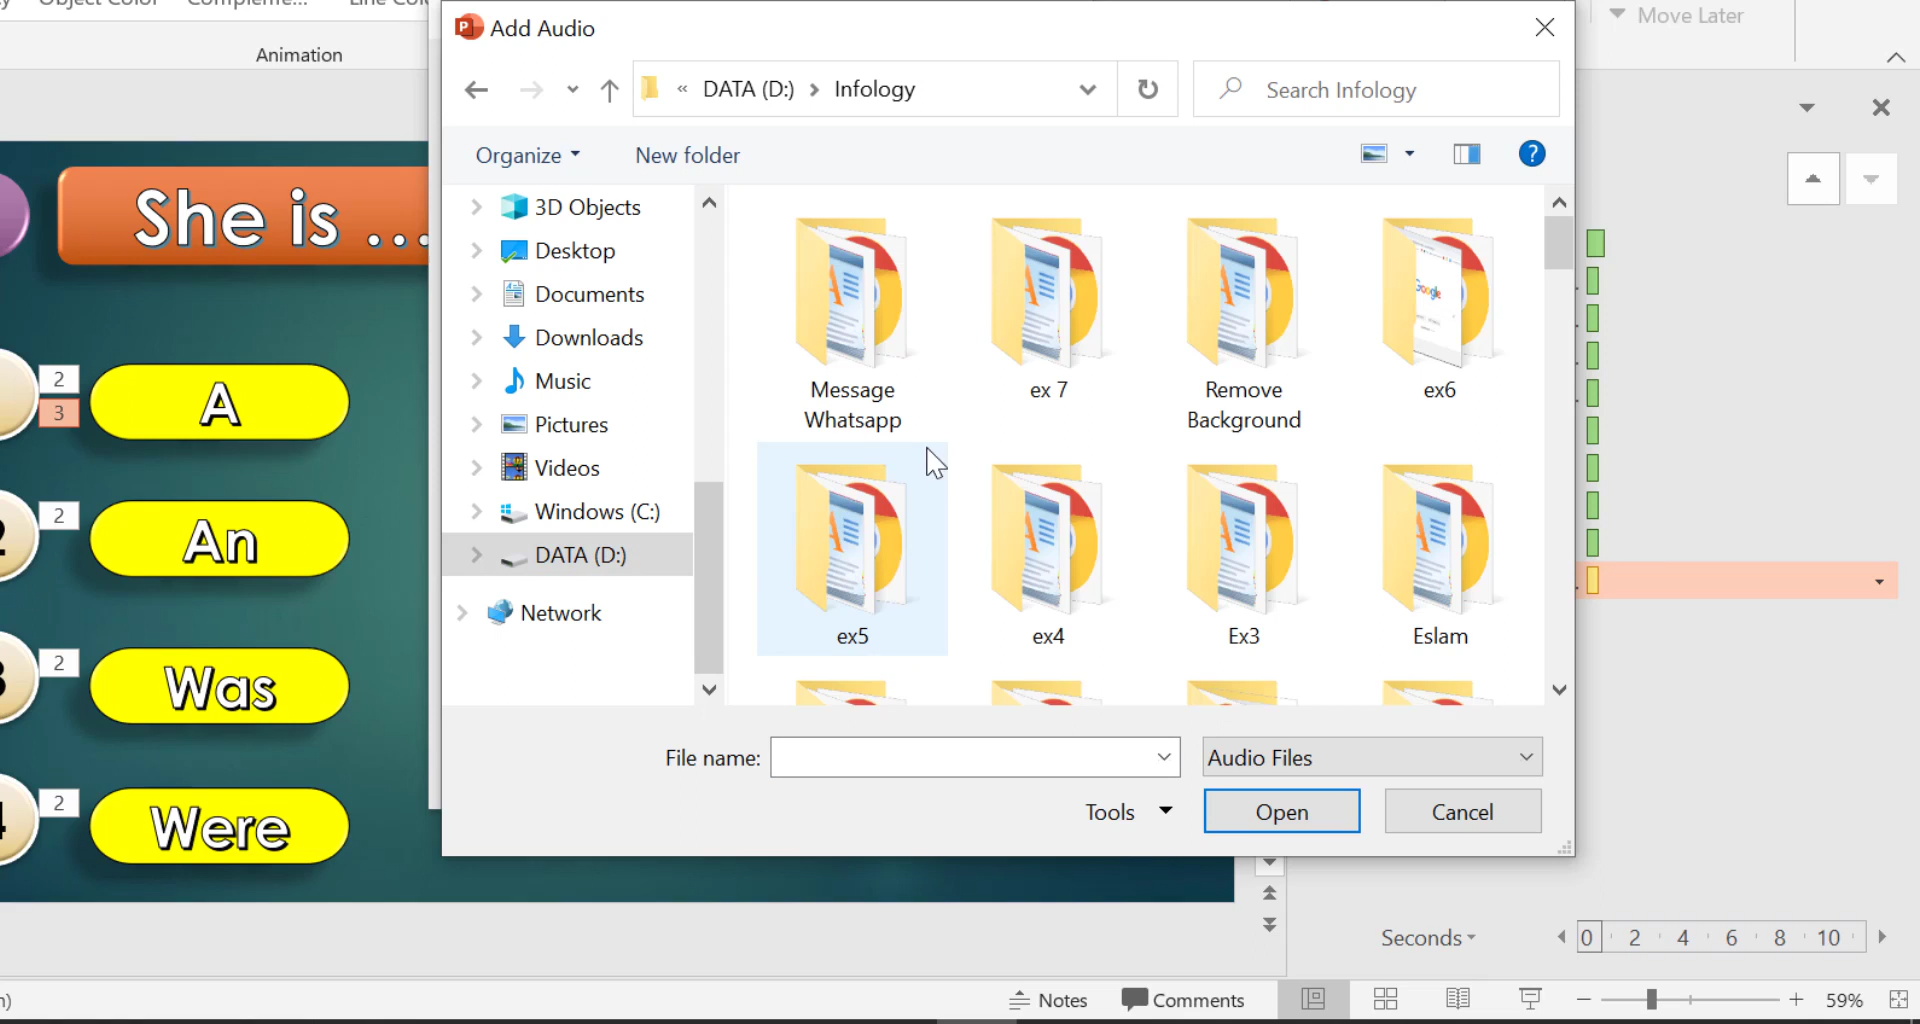 Move Later
Animation
Add Audio
« DATA (D:) > Infology
Search Infology
Organize
New folder
3D Objects
Desktop
Documents
Downloads
Music
Pictures
Videos
Windows (C:)
DATA (D:)
Network
Message Whatsapp
ex 7
Remove Background
ex6
Google
ex5
ex4
Ex3
Eslam
File name:
Audio Files
Tools
Open
Cancel
She is ...
2
3
A
2
An
2
Was
2
Were
Seconds
0 2 4 6 8 10
Notes
Comments
59%